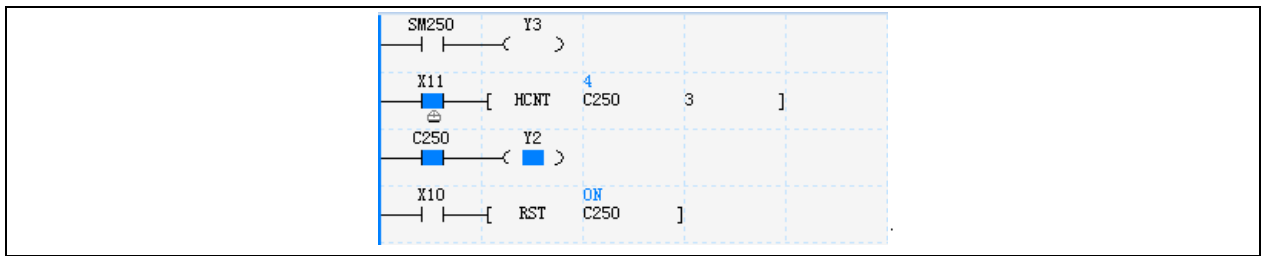 SM250 Y3
X11 4
HCNT C250 3
C250 Y2
X10 ON
RST C250